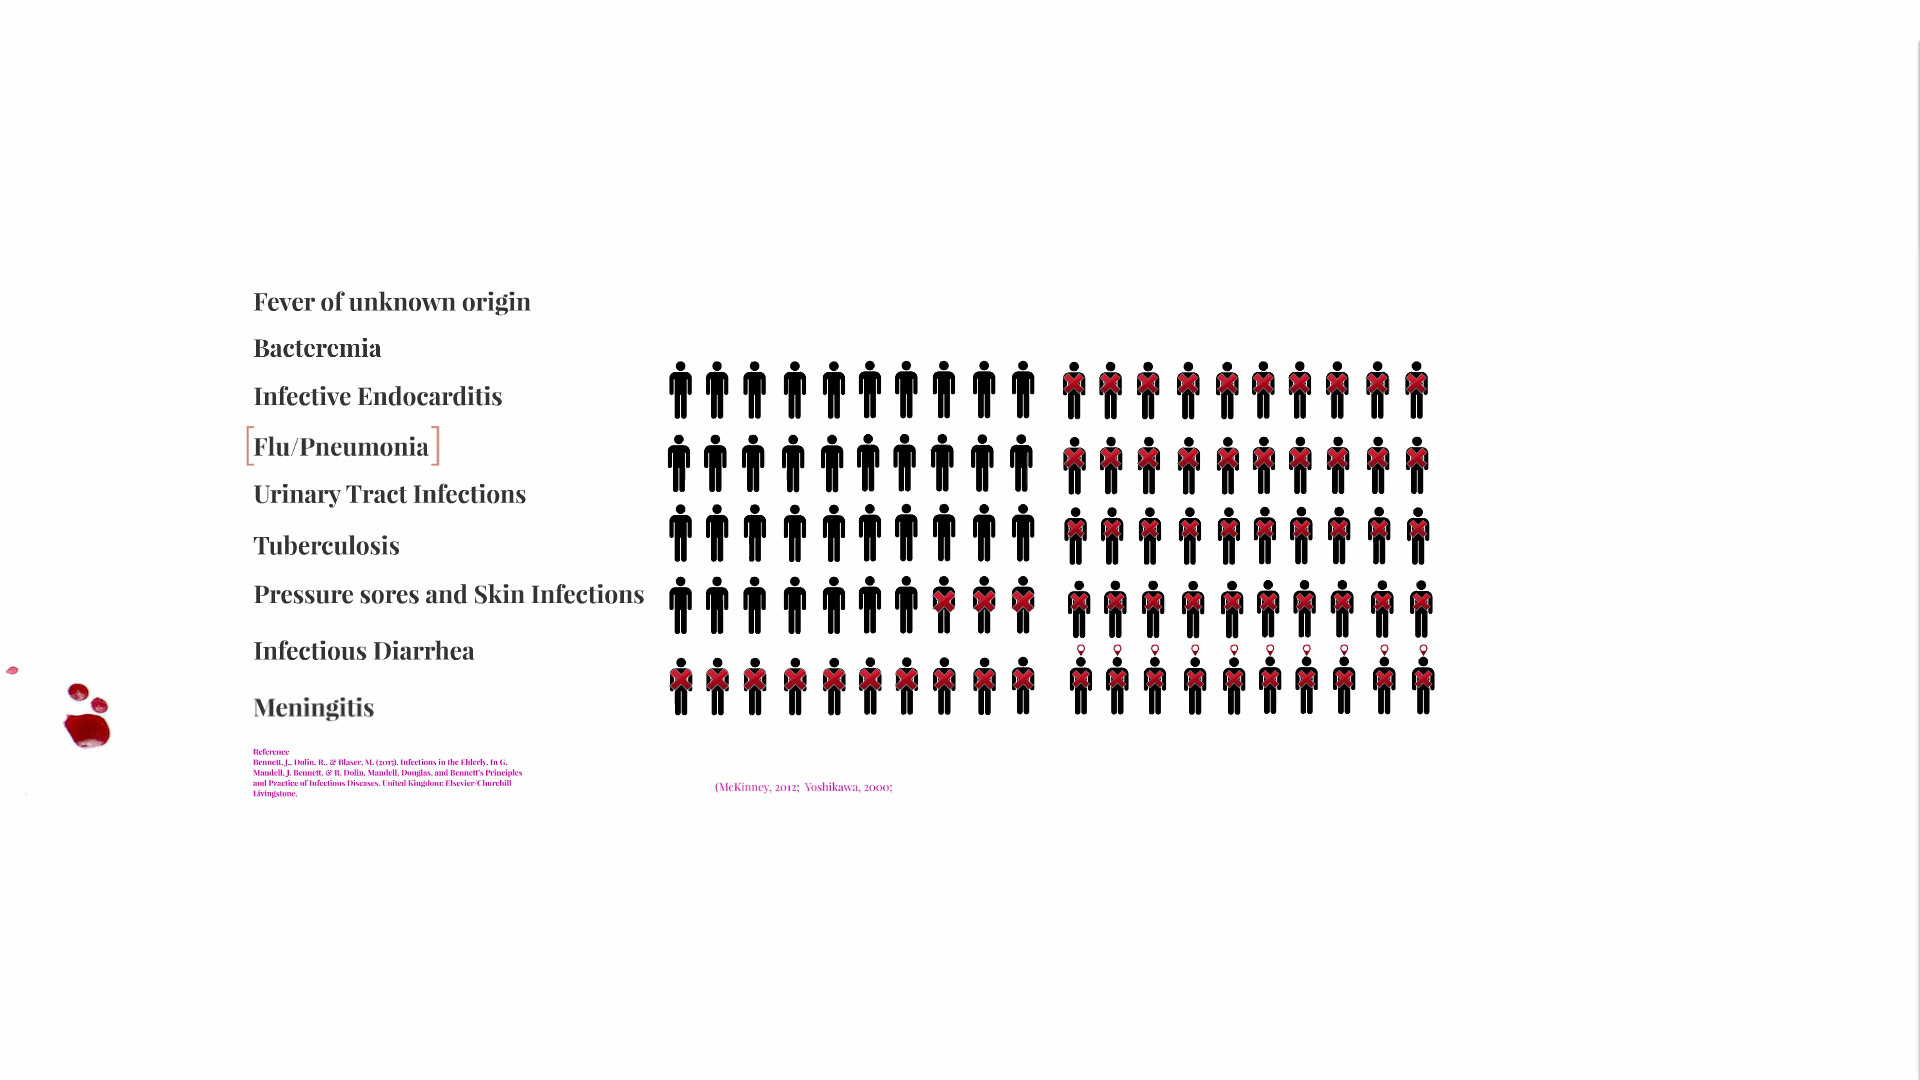 Fever of unknown origin
Bacteremia
Infective Endocarditis
[Flu/Pneumonia]
Urinary Tract Infections
Tuberculosis
Pressure sores and Skin Infections
Infectious Diarrhea
Meningitis
Reference
Bennett, J., Dolin, R., & Blaser, M. (2015). Infections in the Elderly. In G.
Mandell, J. Bennett, & R. Dolin, Mandell, Douglas, and Bennett's Principles
and Practice of Infectious Diseases. United Kingdom: Elsevier/Churchill
Livingstone.
(McKinney, 2012; Yoshikawa, 2000;